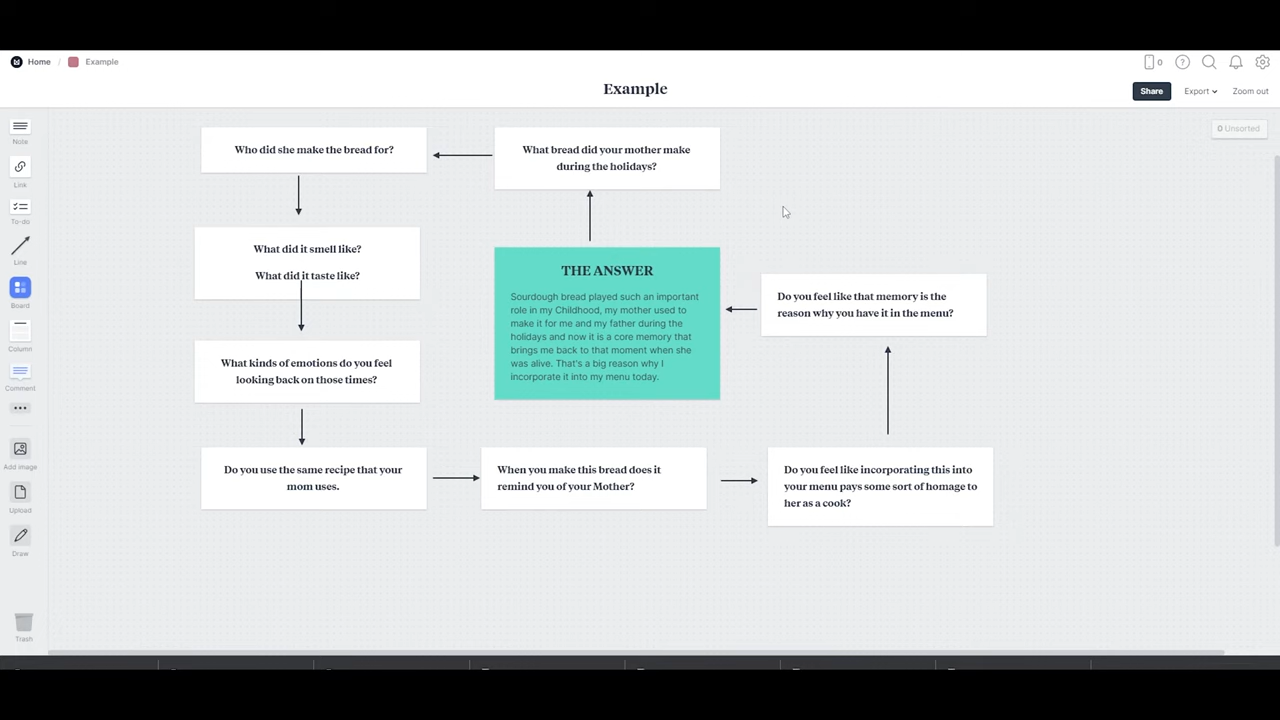 Home / Example
0
Example
Share
Export
Zoom out
0 Unsorted
Note
Link
To-do
Line
Board
Column
Comment
Add image
Upload
Draw
Trash
Who did she make the bread for?
What bread did your mother make
during the holidays?
What did it smell like?
What did it taste like?
THE ANSWER
Sourdough bread played such an important
role in my Childhood, my mother used to
make it for me and my father during the
holidays and now it is a core memory that
brings me back to that moment when she
was alive. That's a big reason why I
incorporate it into my menu today.
Do you feel like that memory is the
reason why you have it in the menu?
What kinds of emotions do you feel
looking back on those times?
Do you use the same recipe that your
mom uses.
When you make this bread does it
remind you of your Mother?
Do you feel like incorporating this into
your menu pays some sort of homage to
her as a cook?